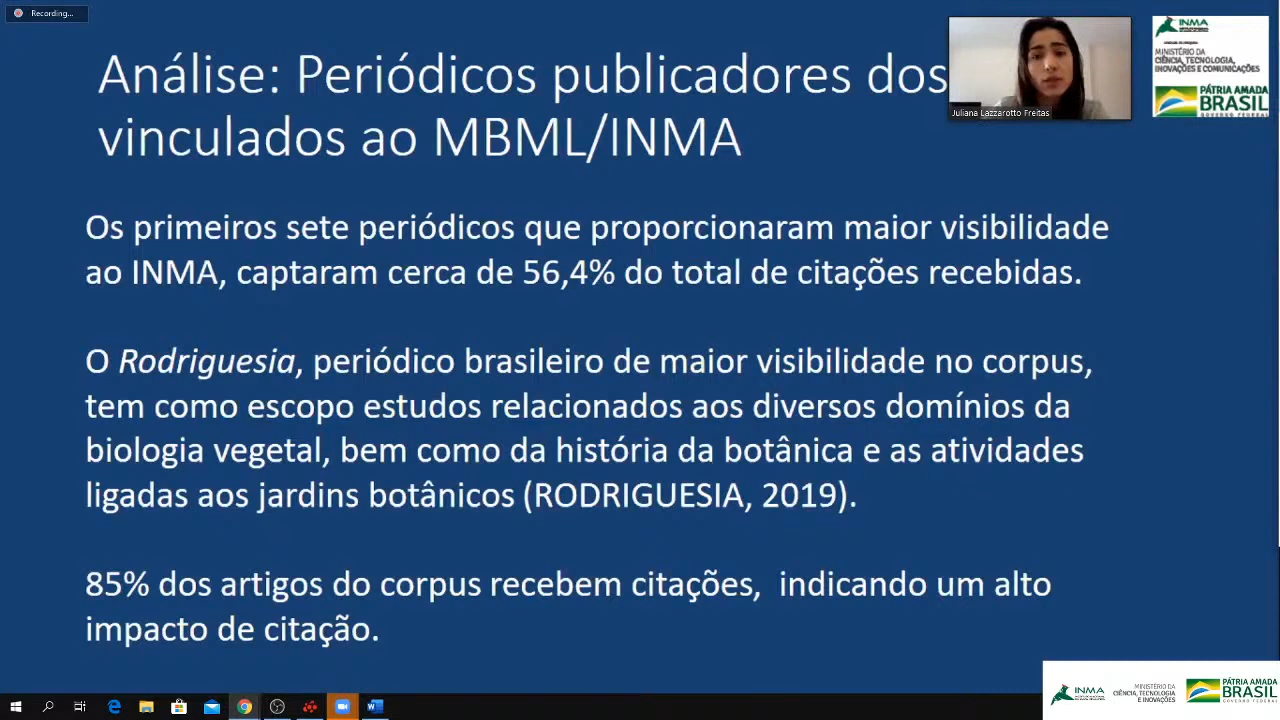 Recording...
Análise: Periódicos publicadores dos
vinculados ao MBML/INMA
Juliana Lazzarotto Freitas
INMA
MINISTÉRIO DA
CIÊNCIA, TECNOLOGIA,
INOVAÇÕES E COMUNICAÇÕES
PÁTRIA AMADA
BRASIL
GOVERNO FEDERAL
Os primeiros sete periódicos que proporcionaram maior visibilidade
ao INMA, captaram cerca de 56,4% do total de citações recebidas.
O Rodriguesia, periódico brasileiro de maior visibilidade no corpus,
tem como escopo estudos relacionados aos diversos domínios da
biologia vegetal, bem como da história da botânica e as atividades
ligadas aos jardins botânicos (RODRIGUESIA, 2019).
85% dos artigos do corpus recebem citações,  indicando um alto
impacto de citação.
INMA
MINISTÉRIO DA
CIÊNCIA, TECNOLOGIA
E INOVAÇÕES
PÁTRIA AMADA
BRASIL
GOVERNO FEDERAL